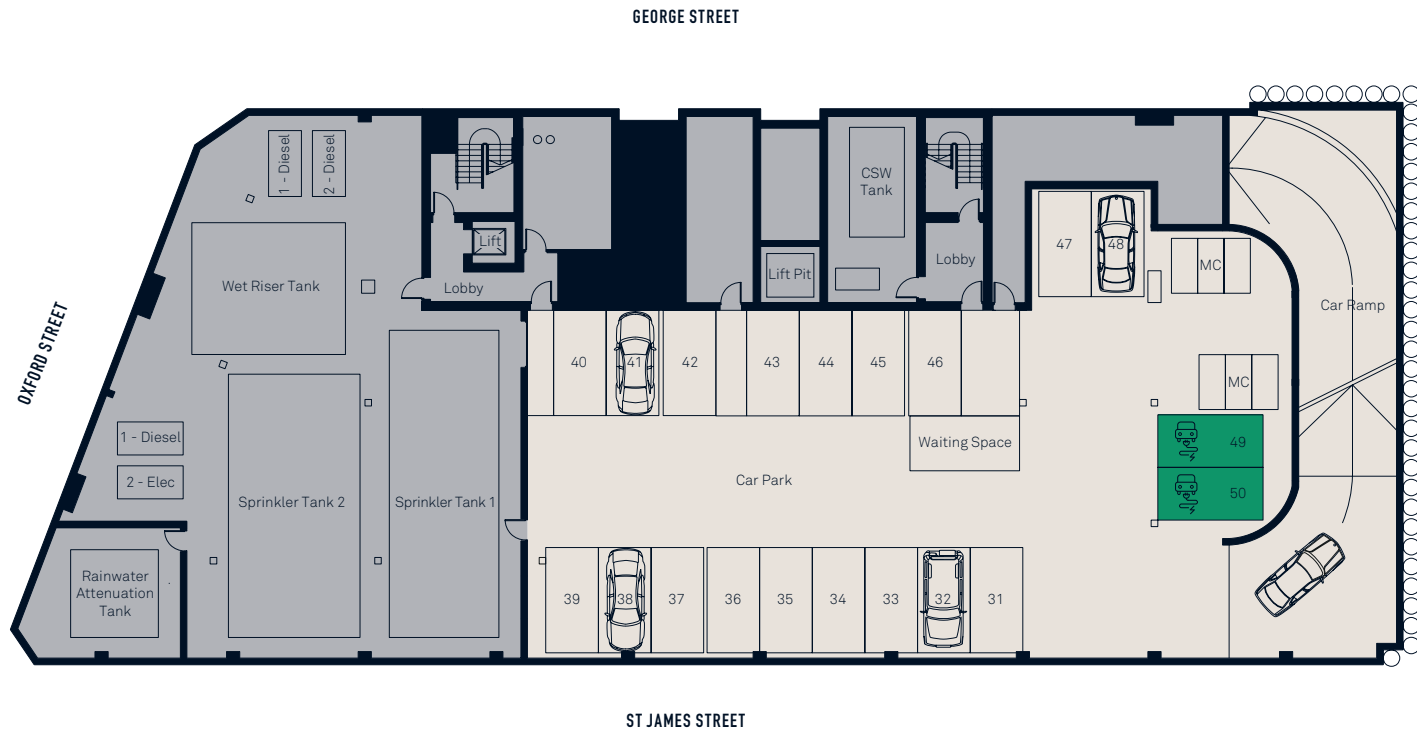 GEORGE STREET
1 - Diesel
2 - Diesel
CSW
Tank
Lift
47
48
MC
Wet Riser Tank
Lobby
Lift Pit
Lobby
Car Ramp
OXFORD STREET
40
41
42
43
44
45
46
MC
1 - Diesel
2 - Elec
Waiting Space
49
Car Park
50
Sprinkler Tank 2
Sprinkler Tank 1
Rainwater
Attenuation
Tank
39
38
37
36
35
34
33
32
31
ST JAMES STREET